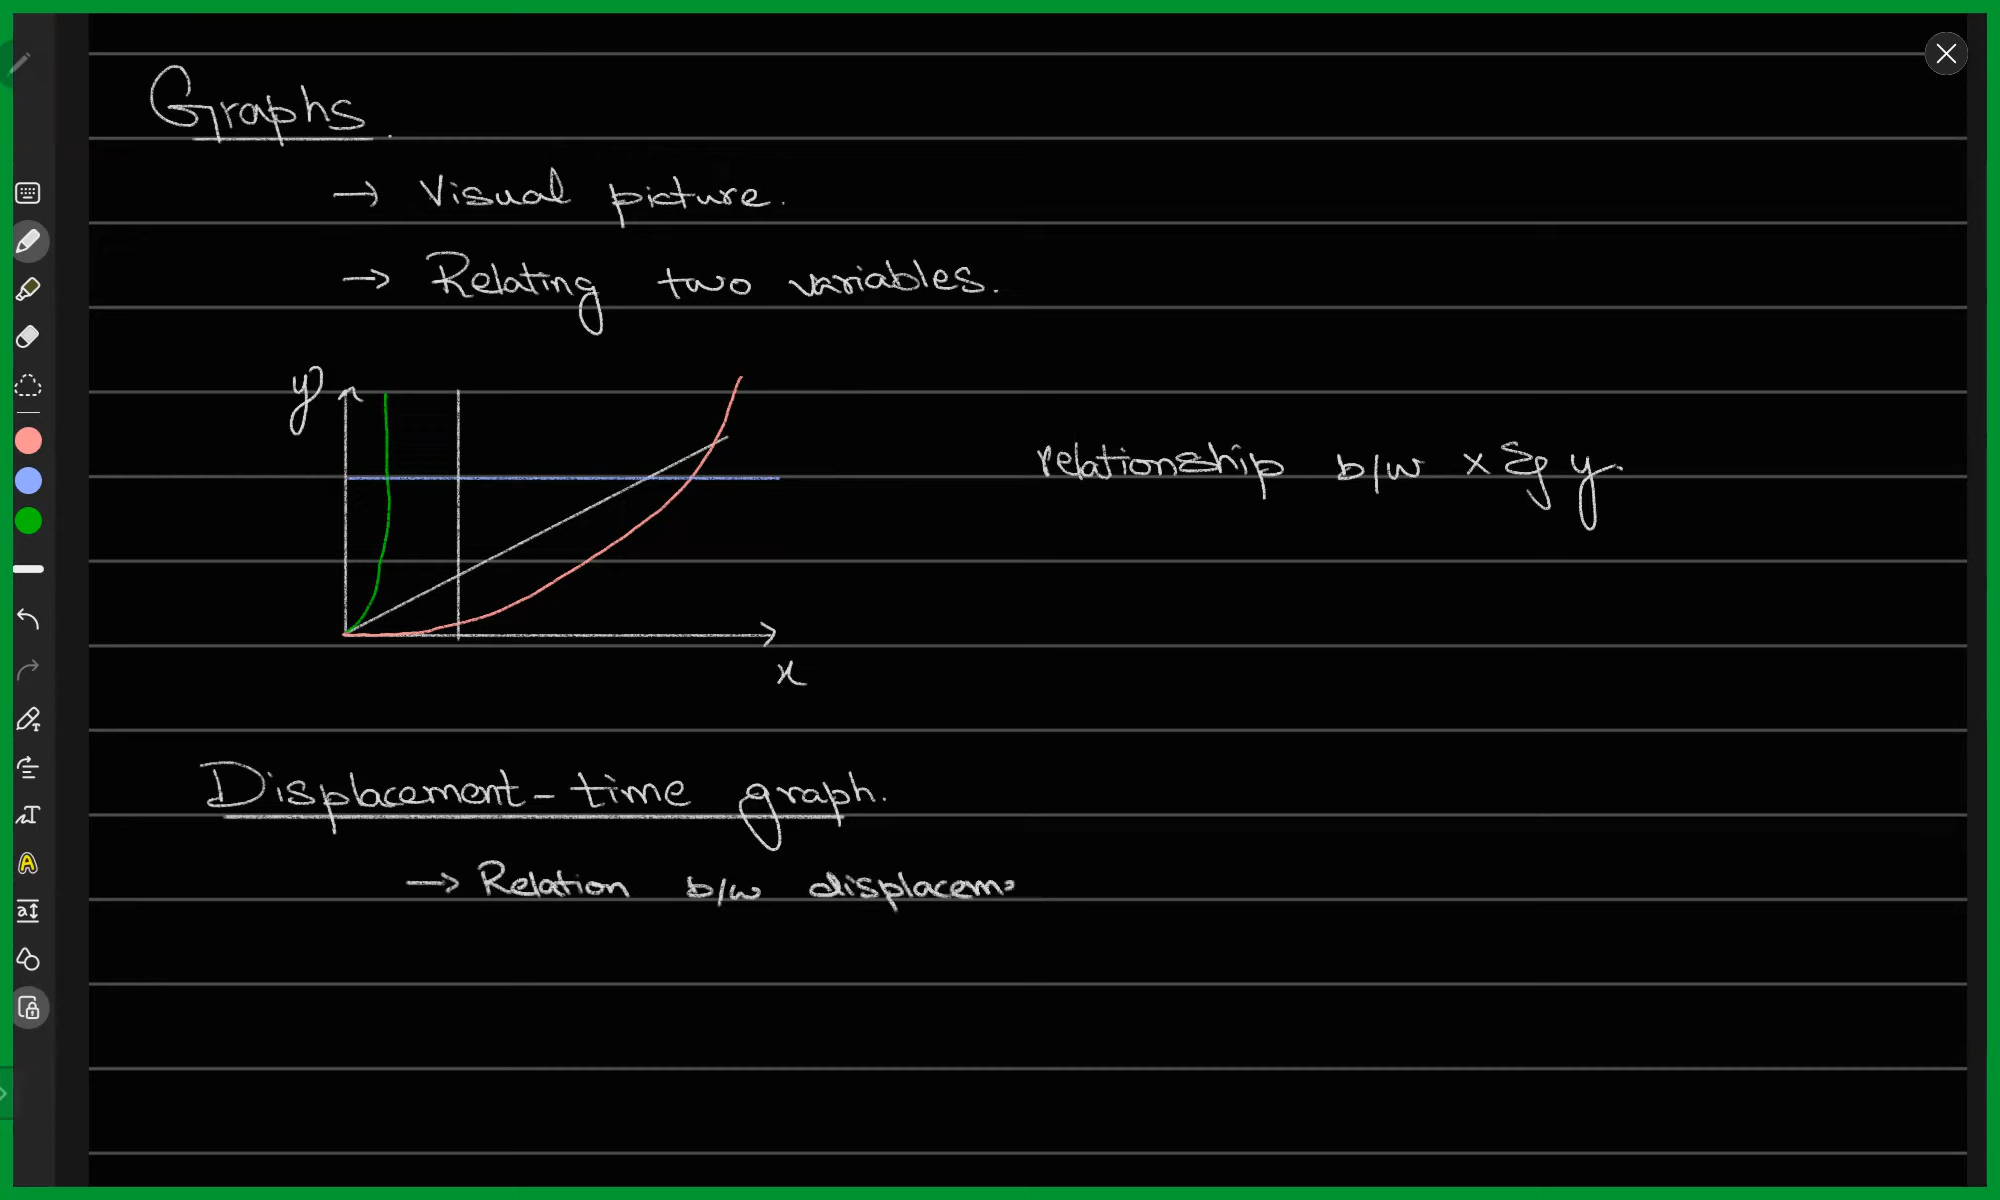 Graphs.
→ Visual picture.
→ Relating two variables.
y
relationship b/w x & y.
x
Displacement-time graph.
→ Relation b/w displacem